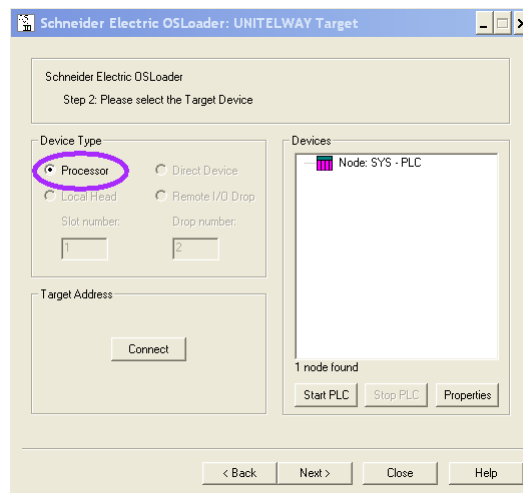 Schneider Electric OSLoader: UNITELWAY Target
Schneider Electric OSLoader
Step 2: Please select the Target Device
Device Type
Processor
Direct Device
Local Head
Remote I/O Drop
Slot number:
Drop number:
1
2
Target Address
Connect
Devices
Node: SYS - PLC
1 node found
Start PLC
Stop PLC
Properties
< Back
Next >
Close
Help